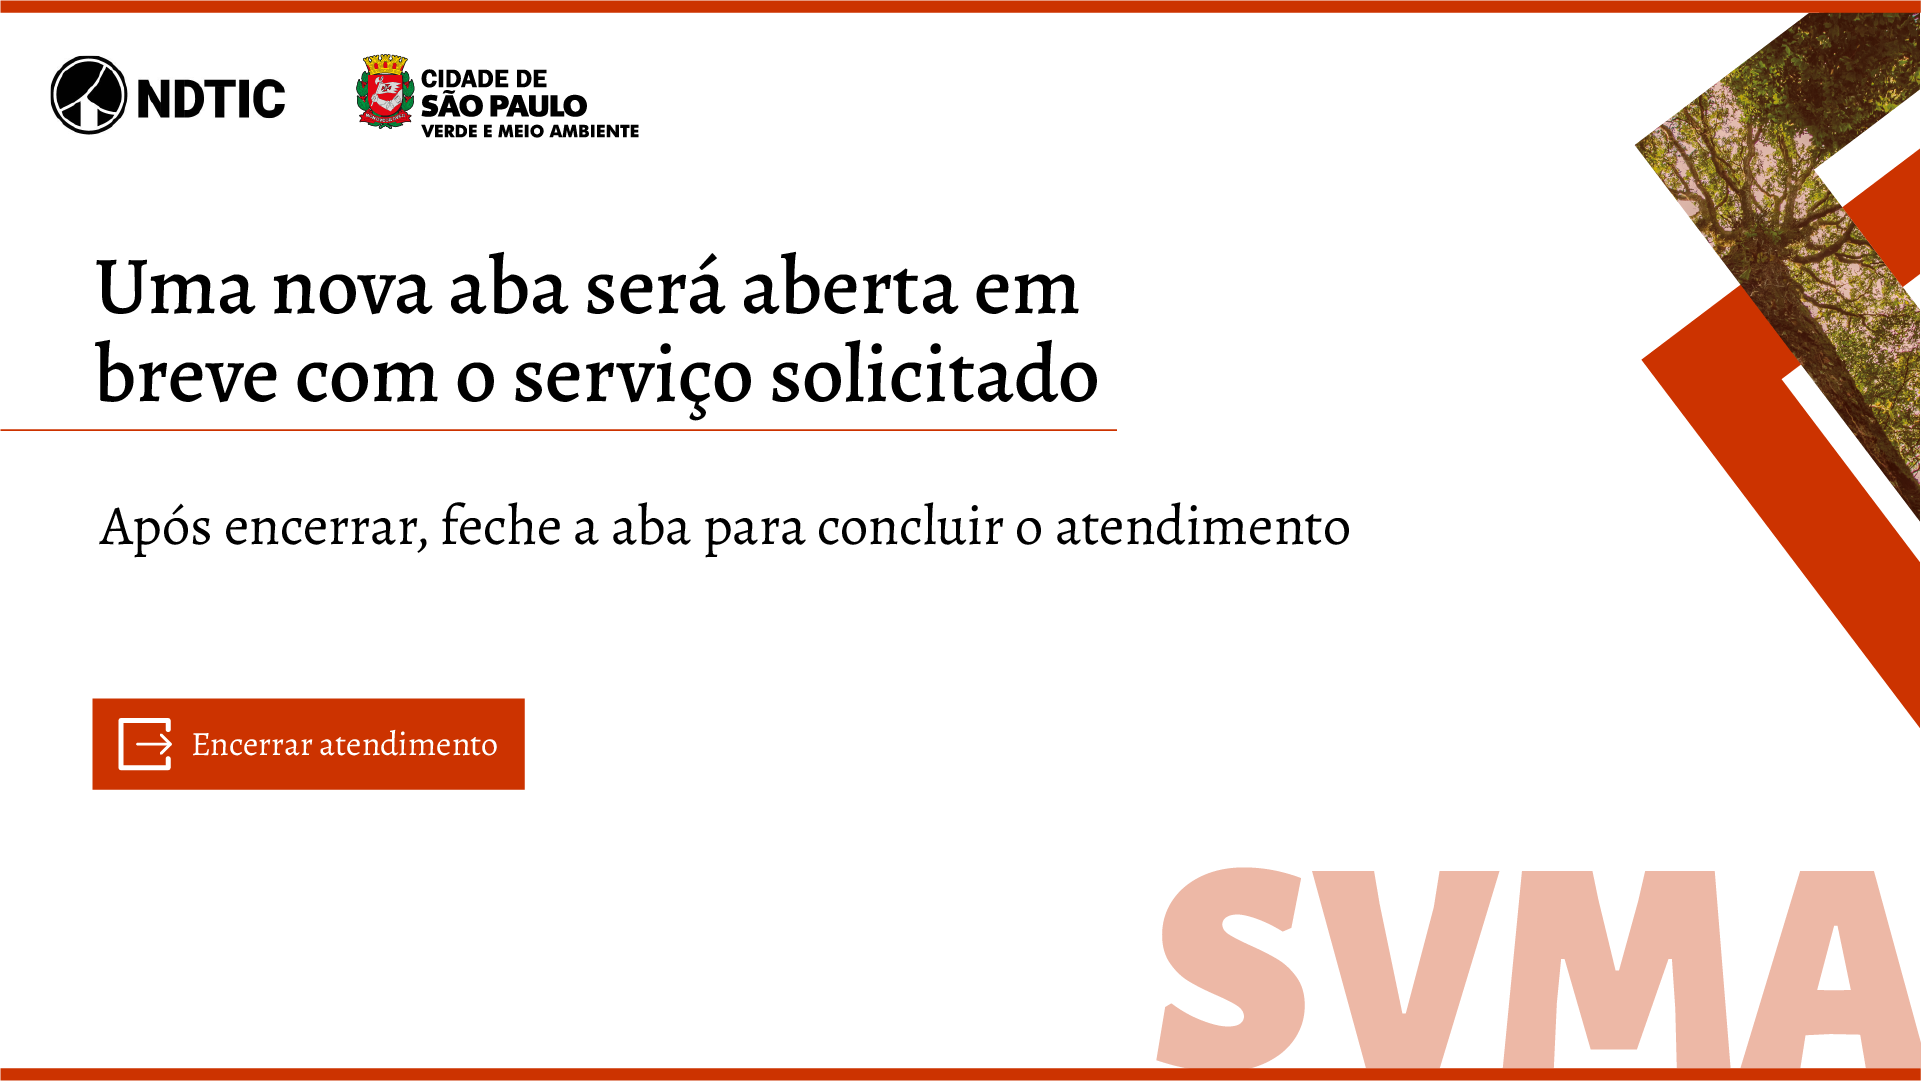 NDTIC
CIDADE DE
SÃO PAULO
VERDE E MEIO AMBIENTE
Uma nova aba será aberta em
breve com o serviço solicitado
Após encerrar, feche a aba para concluir o atendimento
Encerrar atendimento
SVMA